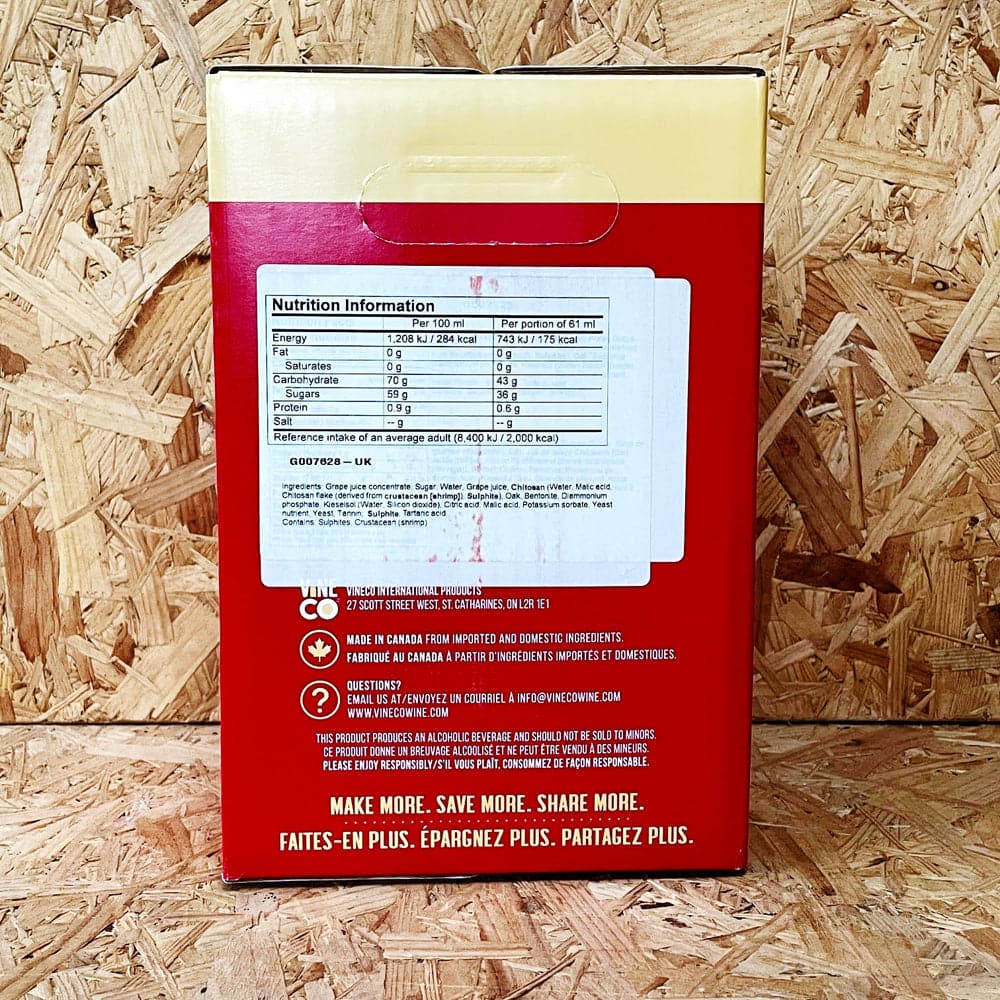 Nutrition Information
Per 100 ml Per portion of 61 ml
Energy 1,208 kJ / 284 kcal 743 kJ / 175 kcal
Fat 0 g 0 g
Saturates 0 g 0 g
Carbohydrate 70 g 43 g
Sugars 59 g 36 g
Protein 0.9 g 0.6 g
Salt -- g -- g
Reference intake of an average adult (8,400 kJ / 2,000 kcal)
G007628 – UK
Ingredients: Grape juice concentrate, Sugar, Water, Grape juice, Chitosan (Water, Malic acid,
Chitosan flake (derived from crustacean [shrimp]), Sulphite), Oak, Bentonite, Diammonium
phosphate, Kieselsol (Water, Silicon dioxide), Citric acid, Malic acid, Potassium sorbate, Yeast
nutrient, Yeast, Tannin, Sulphite, Tartaric acid
Contains: Sulphites, Crustacean (shrimp)
VINE
CO
VINECO INTERNATIONAL PRODUCTS
27 SCOTT STREET WEST, ST. CATHARINES, ON L2R 1E1
MADE IN CANADA FROM IMPORTED AND DOMESTIC INGREDIENTS.
FABRIQUÉ AU CANADA À PARTIR D'INGRÉDIENTS IMPORTÉS ET DOMESTIQUES.
?
QUESTIONS?
EMAIL US AT/ENVOYEZ UN COURRIEL À INFO@VINECOWINE.COM
WWW.VINECOWINE.COM
THIS PRODUCT PRODUCES AN ALCOHOLIC BEVERAGE AND SHOULD NOT BE SOLD TO MINORS.
CE PRODUIT DONNE UN BREUVAGE ALCOOLISÉ ET NE PEUT ÊTRE VENDU À DES MINEURS.
PLEASE ENJOY RESPONSIBLY/S'IL VOUS PLAÎT, CONSOMMEZ DE FAÇON RESPONSABLE.
MAKE MORE. SAVE MORE. SHARE MORE.
FAITES-EN PLUS. ÉPARGNEZ PLUS. PARTAGEZ PLUS.